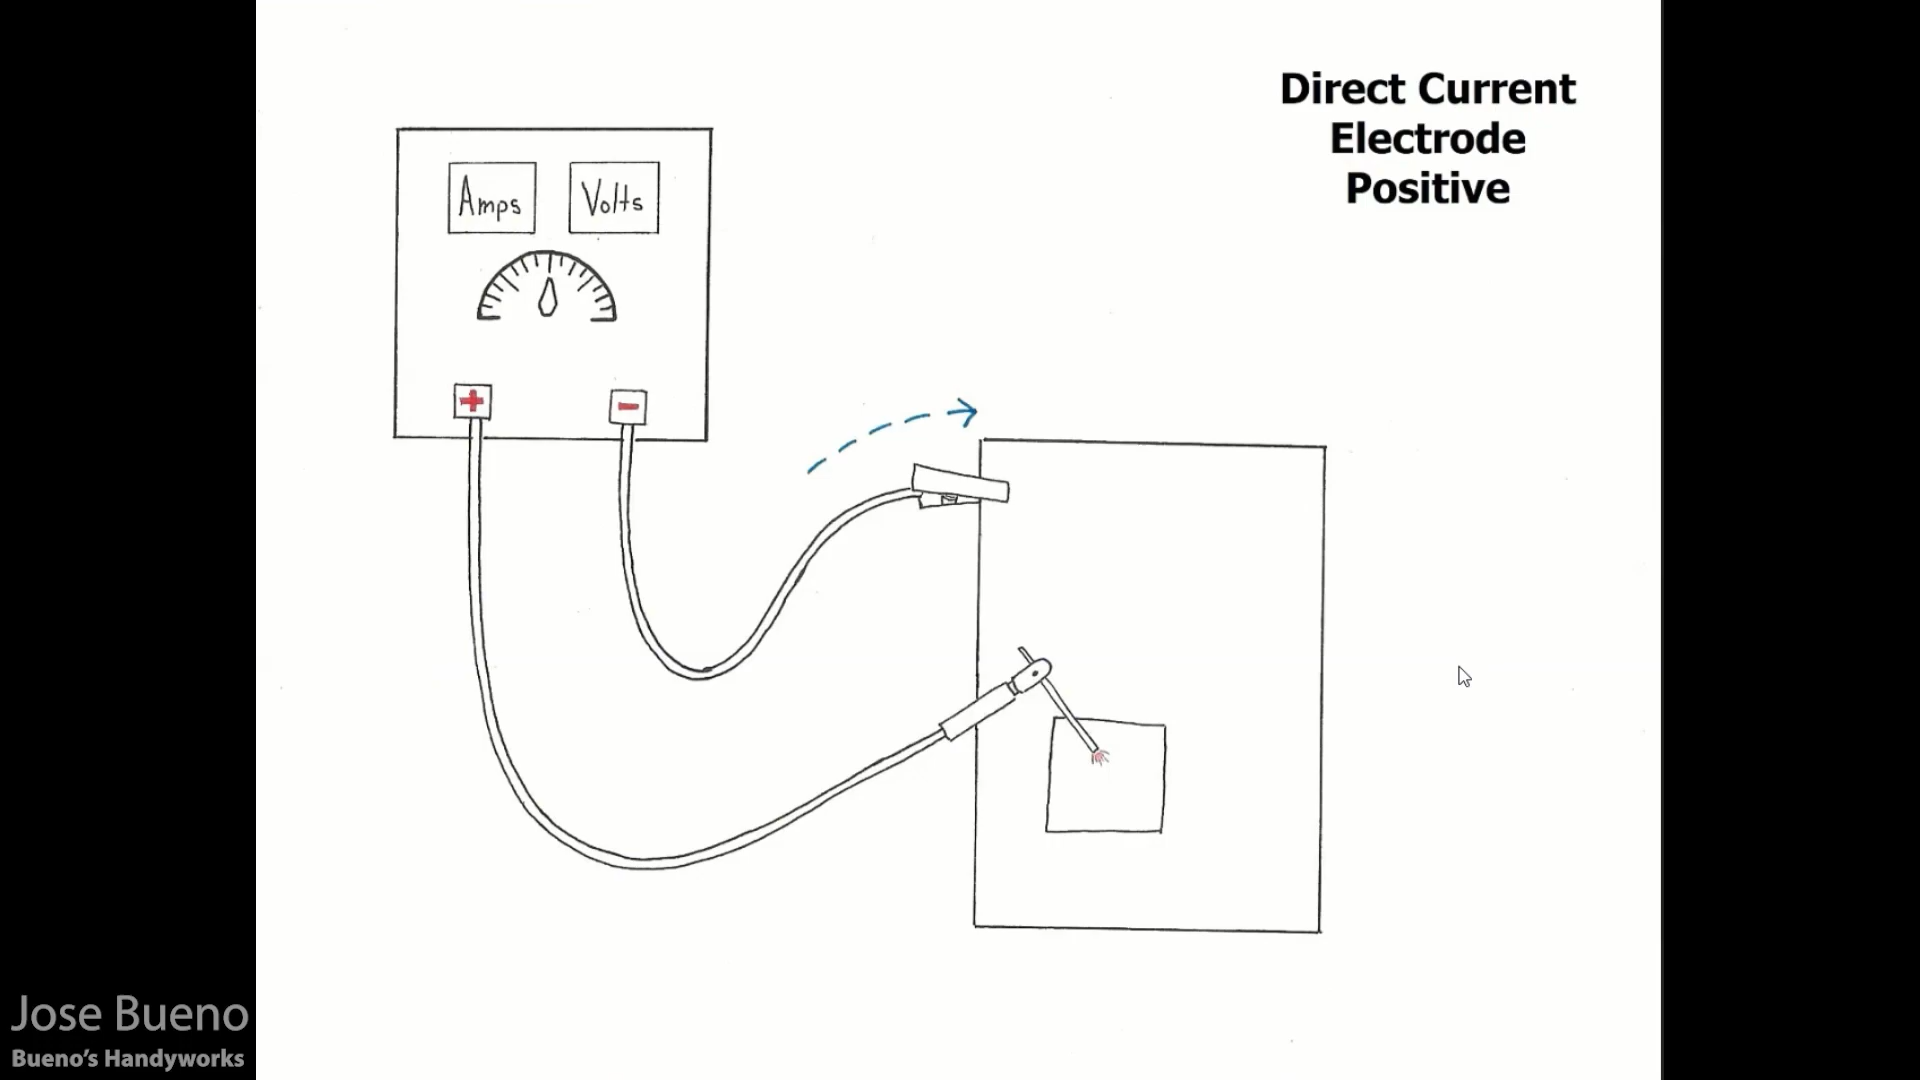 Direct Current
Electrode
Positive
Amps Volts
+ -
Jose Bueno
Bueno's Handyworks